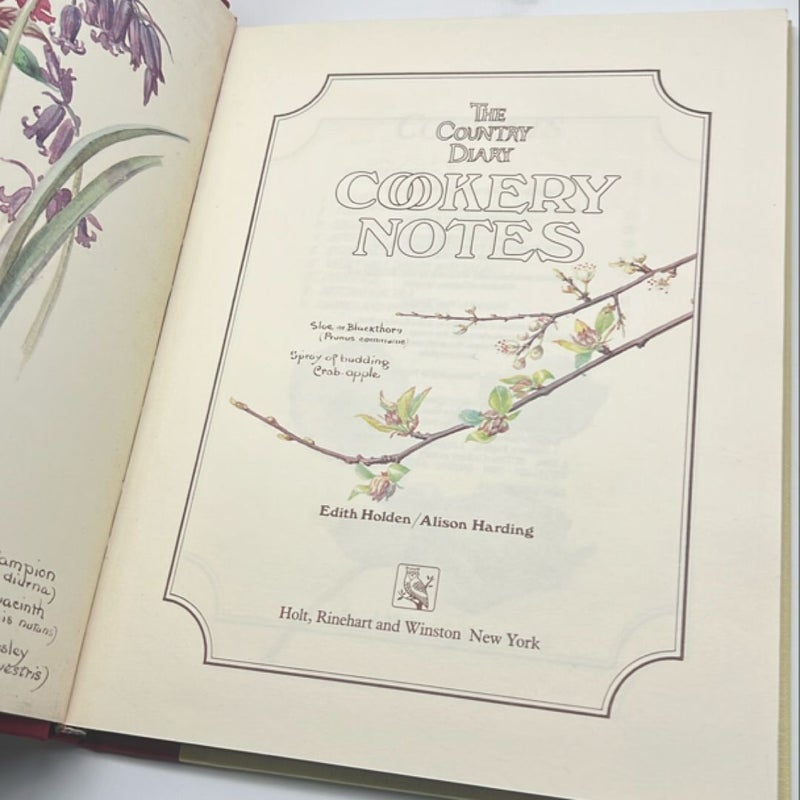 THE
COUNTRY
DIARY
COOKERY
NOTES
Sloe or Blackthorn
(Prunus communis)
Spray of budding
Crab-apple
Edith Holden/Alison Harding
Holt, Rinehart and Winston New York
ampion
diurna)
acinth
is nutans)
sley
vestris)